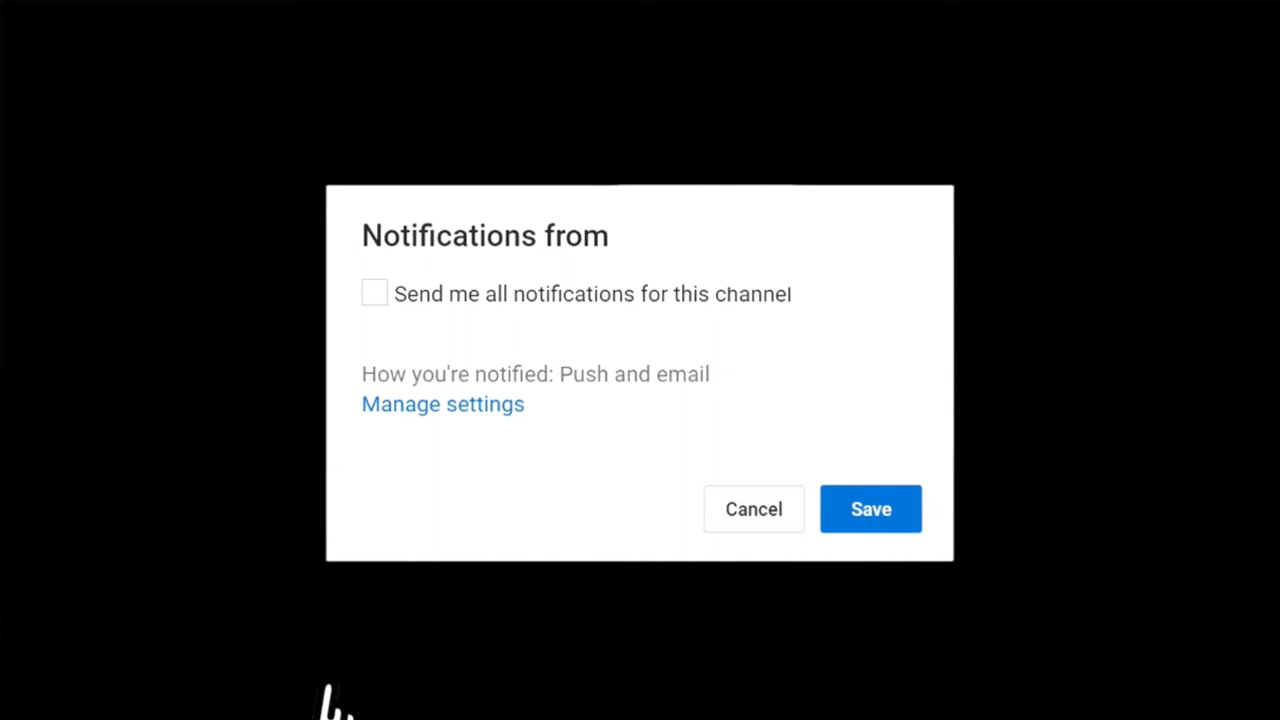 Notifications from
Send me all notifications for this channel
How you're notified: Push and email
Manage settings
Cancel
Save